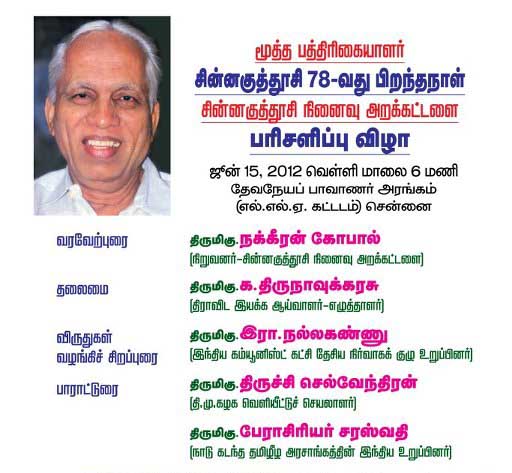 மூத்த பத்திரிகையாளர்
சின்னகுத்தூசி 78-வது பிறந்தநாள்
சின்னகுத்தூசி நினைவு அறக்கட்டளை
பரிசளிப்பு விழா
ஜூன் 15, 2012 வெள்ளி மாலை 6 மணி
தேவநேயப் பாவாணர் அரங்கம்
(எல்.எல்.ஏ. கட்டடம்) சென்னை
வரவேற்புரை திருமிகு.நக்கீரன் கோபால்
(நிறுவனர்-சின்னகுத்தூசி நினைவு அறக்கட்டளை)
தலைமை திருமிகு.க.திருநாவுக்கரசு
(திராவிட இயக்க ஆய்வாளர்-எழுத்தாளர்)
விருதுகள் திருமிகு.இரா.நல்லகண்ணு
வழங்கிச் சிறப்புரை (இந்திய கம்யூனிஸ்ட் கட்சி தேசிய நிர்வாகக் குழு உறுப்பினர்)
பாராட்டுரை திருமிகு.திருச்சி செல்வேந்திரன்
(தி.மு.கழக வெளியீட்டுச் செயலாளர்)
திருமிகு.பேராசிரியர் சரஸ்வதி
(நாடு கடந்த தமிழீழ அரசாங்கத்தின் இந்திய உறுப்பினர்)